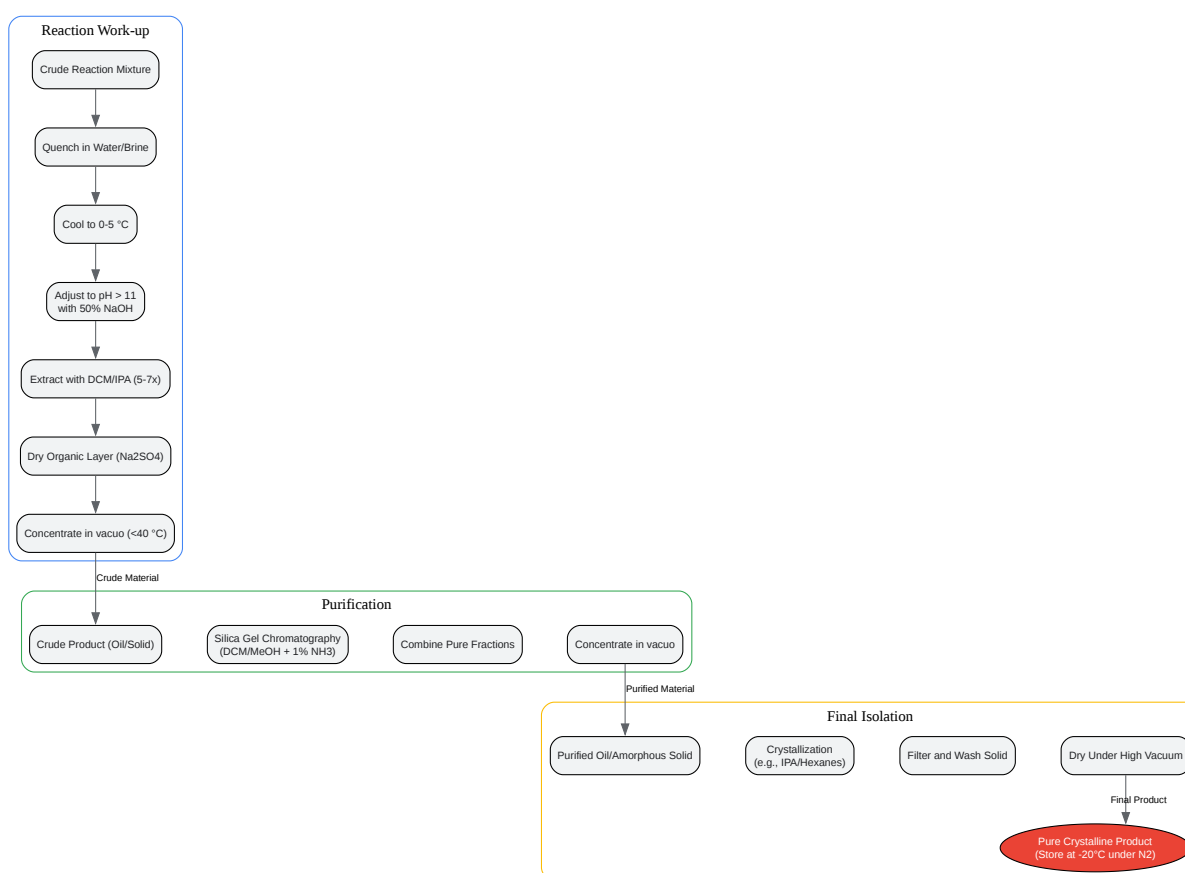 Reaction Work-up
Crude Reaction Mixture
Quench in Water/Brine
Cool to 0-5 °C
Adjust to pH > 11
with 50% NaOH
Extract with DCM/IPA (5-7x)
Dry Organic Layer (Na2SO4)
Concentrate in vacuo (<40 °C)
Crude Material
Purification
Crude Product (Oil/Solid)
Silica Gel Chromatography
(DCM/MeOH + 1% NH3)
Combine Pure Fractions
Concentrate in vacuo
Purified Material
Final Isolation
Purified Oil/Amorphous Solid
Crystallization
(e.g., IPA/Hexanes)
Filter and Wash Solid
Dry Under High Vacuum
Final Product
Pure Crystalline Product
(Store at -20°C under N2)